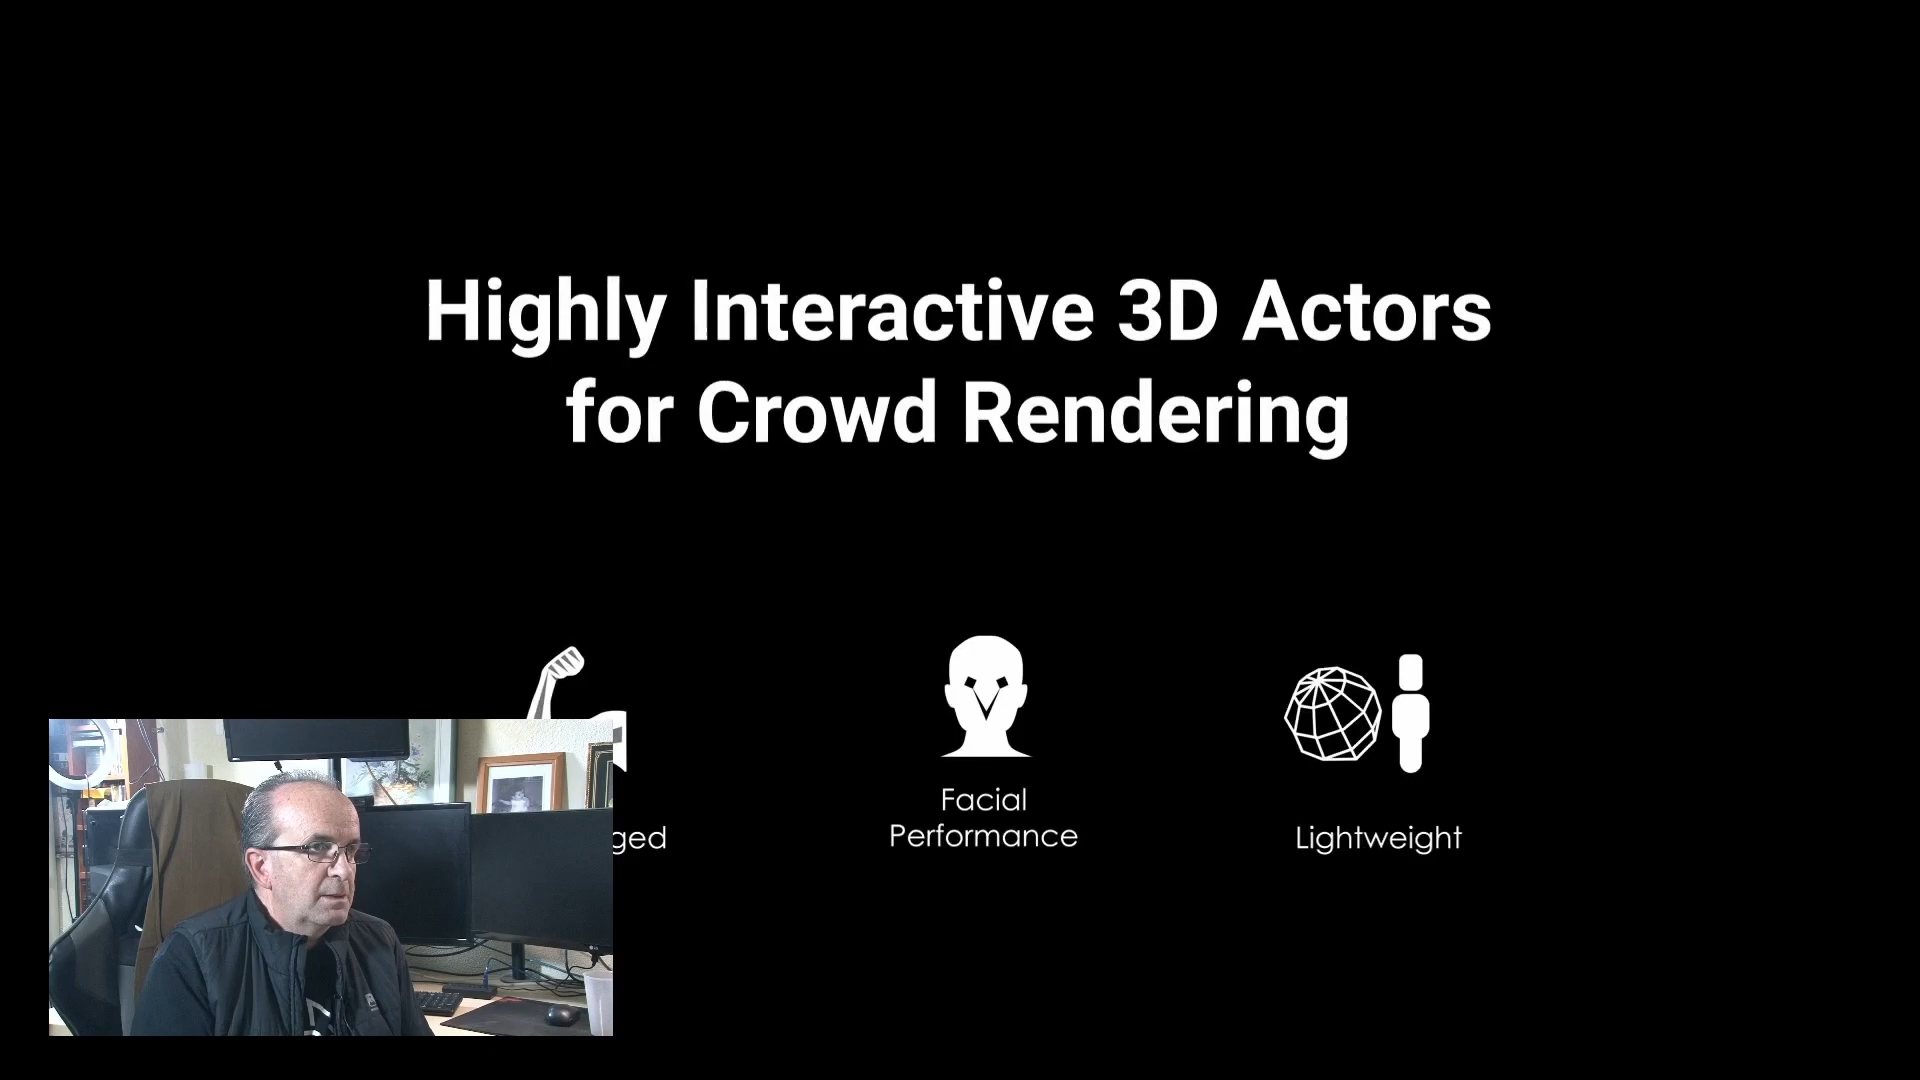 Highly Interactive 3D Actors
for Crowd Rendering
Facial
Performance
Lightweight